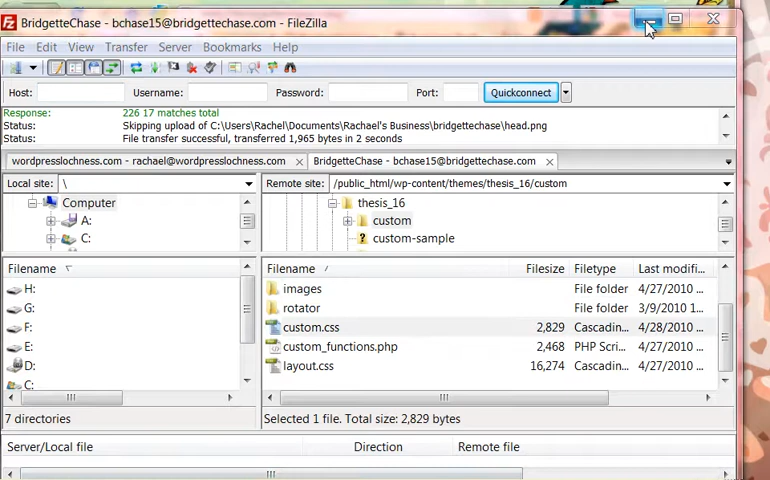 BridgetteChase - bchase15@bridgettechase.com - FileZilla
File Edit View Transfer Server Bookmarks Help
Host: Username: Password: Port: Quickconnect
Response: 226 17 matches total
Status: Skipping upload of C:\Users\Rachel\Documents\Rachael's Business\bridgettechase\head.png
Status: File transfer successful, transferred 1,965 bytes in 2 seconds
wordpresslochness.com - rachael@wordpresslochness.com BridgetteChase - bchase15@bridgettechase.com
Local site: \ Remote site: /public_html/wp-content/themes/thesis_16/custom
Computer thesis_16
A: custom
C: custom-sample
Filename Filename Filesize Filetype Last modifi...
H: images File folder 4/27/2010 ...
G: rotator File folder 3/9/2010 1...
F: custom.css 2,829 Cascadin... 4/28/2010 ...
E: custom_functions.php 2,468 PHP Scri... 4/27/2010 ...
D: layout.css 16,274 Cascadin... 4/27/2010 ...
C:
7 directories Selected 1 file. Total size: 2,829 bytes
Server/Local file Direction Remote file